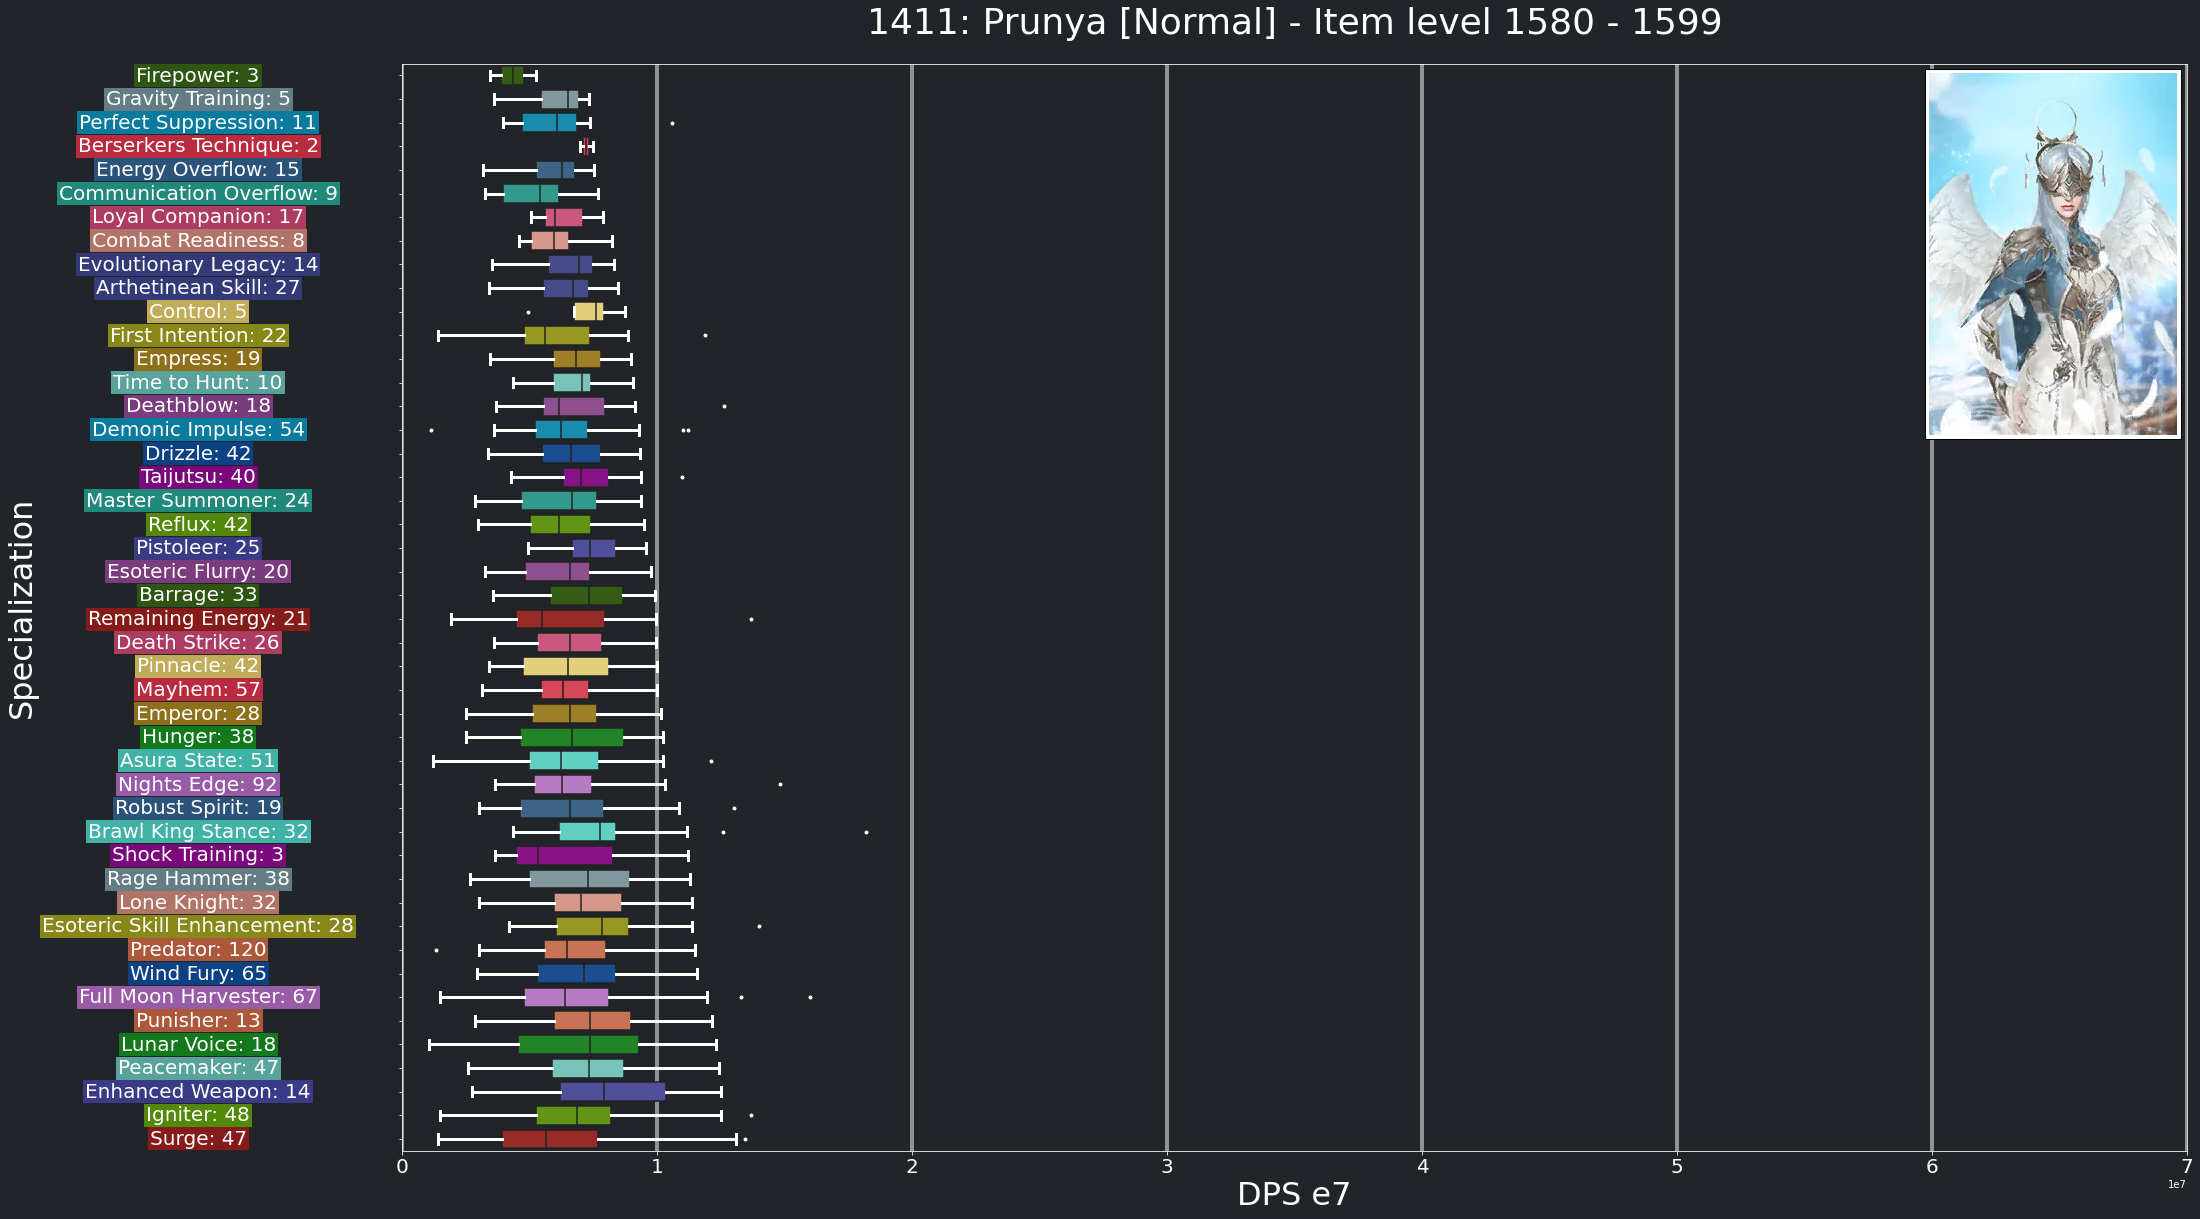 1411: Prunya [Normal] - Item level 1580 - 1599
Specialization
Firepower: 3
Gravity Training: 5
Perfect Suppression: 11
Berserkers Technique: 2
Energy Overflow: 15
Communication Overflow: 9
Loyal Companion: 17
Combat Readiness: 8
Evolutionary Legacy: 14
Arthetinean Skill: 27
Control: 5
First Intention: 22
Empress: 19
Time to Hunt: 10
Deathblow: 18
Demonic Impulse: 54
Drizzle: 42
Taijutsu: 40
Master Summoner: 24
Reflux: 42
Pistoleer: 25
Esoteric Flurry: 20
Barrage: 33
Remaining Energy: 21
Death Strike: 26
Pinnacle: 42
Mayhem: 57
Emperor: 28
Hunger: 38
Asura State: 51
Nights Edge: 92
Robust Spirit: 19
Brawl King Stance: 32
Shock Training: 3
Rage Hammer: 38
Lone Knight: 32
Esoteric Skill Enhancement: 28
Predator: 120
Wind Fury: 65
Full Moon Harvester: 67
Punisher: 13
Lunar Voice: 18
Peacemaker: 47
Enhanced Weapon: 14
Igniter: 48
Surge: 47
0 1 2 3 4 5 6 7
1e7
DPS e7